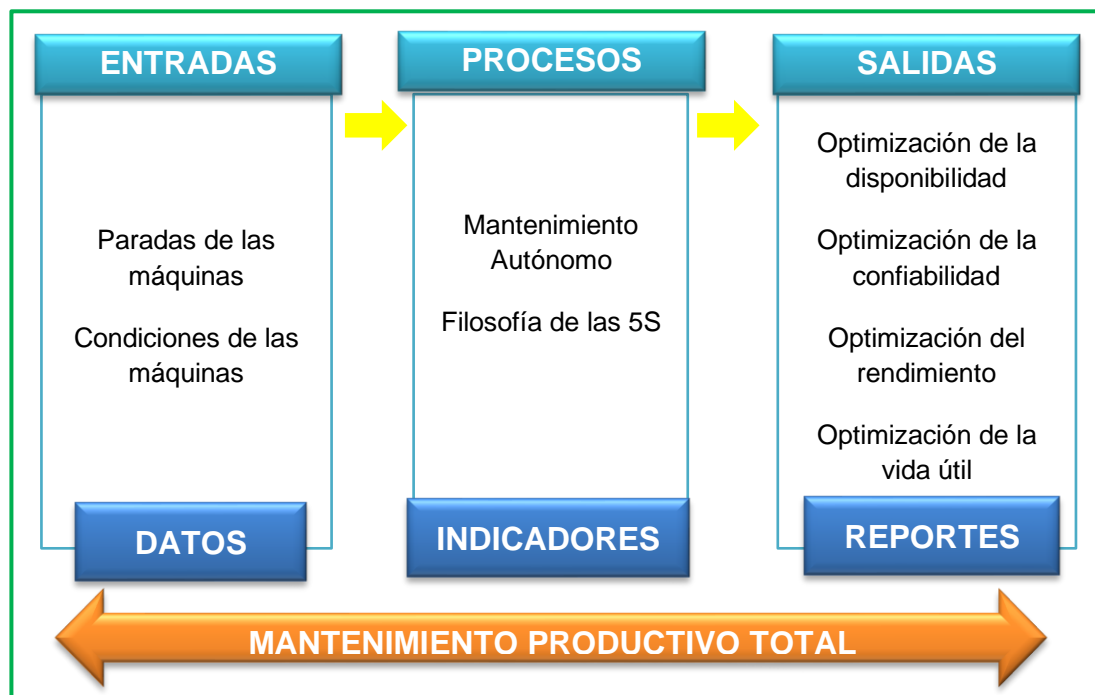 ENTRADAS
Paradas de las
máquinas
Condiciones de las
máquinas
DATOS
PROCESOS
Mantenimiento
Autónomo
Filosofía de las 5S
INDICADORES
SALIDAS
Optimización de la
disponibilidad
Optimización de la
confiabilidad
Optimización del
rendimiento
Optimización de la
vida útil
REPORTES
MANTENIMIENTO PRODUCTIVO TOTAL